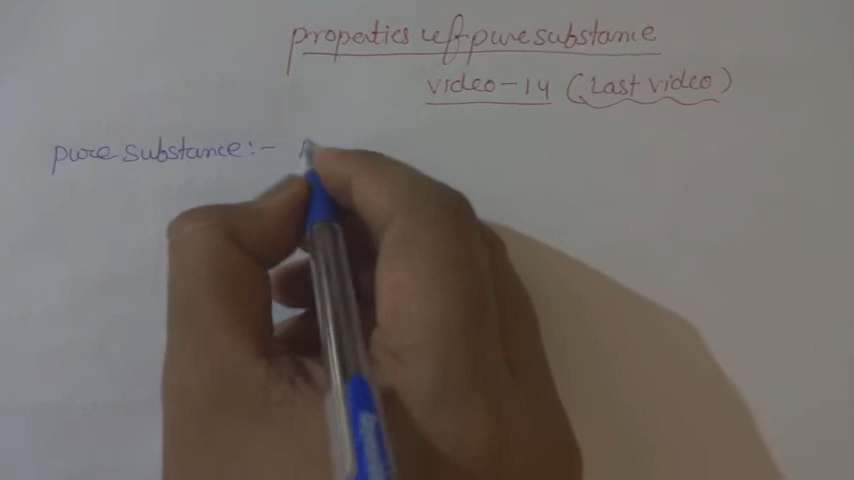 properties of pure substance
video-14 (Last video)
pure substance:-